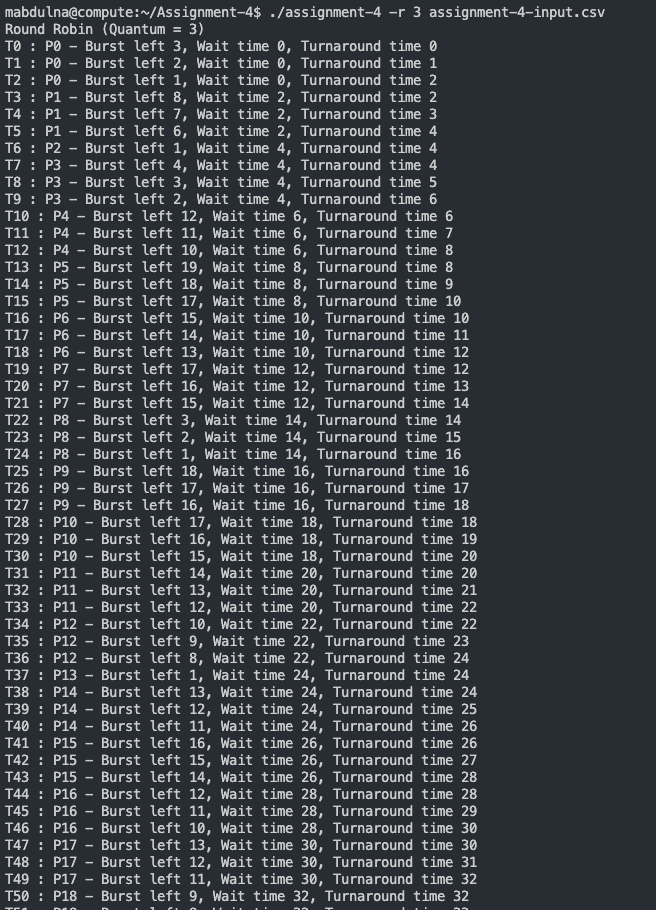 mabdulna@compute:~/Assignment-4$ ./assignment-4 -r 3 assignment-4-input.csv
Round Robin (Quantum = 3)
T0 : P0 – Burst left 3, Wait time 0, Turnaround time 0
T1 : P0 – Burst left 2, Wait time 0, Turnaround time 1
T2 : P0 – Burst left 1, Wait time 0, Turnaround time 2
T3 : P1 – Burst left 8, Wait time 2, Turnaround time 2
T4 : P1 – Burst left 7, Wait time 2, Turnaround time 3
T5 : P1 – Burst left 6, Wait time 2, Turnaround time 4
T6 : P2 – Burst left 1, Wait time 4, Turnaround time 4
T7 : P3 – Burst left 4, Wait time 4, Turnaround time 4
T8 : P3 – Burst left 3, Wait time 4, Turnaround time 5
T9 : P3 – Burst left 2, Wait time 4, Turnaround time 6
T10 : P4 – Burst left 12, Wait time 6, Turnaround time 6
T11 : P4 – Burst left 11, Wait time 6, Turnaround time 7
T12 : P4 – Burst left 10, Wait time 6, Turnaround time 8
T13 : P5 – Burst left 19, Wait time 8, Turnaround time 8
T14 : P5 – Burst left 18, Wait time 8, Turnaround time 9
T15 : P5 – Burst left 17, Wait time 8, Turnaround time 10
T16 : P6 – Burst left 15, Wait time 10, Turnaround time 10
T17 : P6 – Burst left 14, Wait time 10, Turnaround time 11
T18 : P6 – Burst left 13, Wait time 10, Turnaround time 12
T19 : P7 – Burst left 17, Wait time 12, Turnaround time 12
T20 : P7 – Burst left 16, Wait time 12, Turnaround time 13
T21 : P7 – Burst left 15, Wait time 12, Turnaround time 14
T22 : P8 – Burst left 3, Wait time 14, Turnaround time 14
T23 : P8 – Burst left 2, Wait time 14, Turnaround time 15
T24 : P8 – Burst left 1, Wait time 14, Turnaround time 16
T25 : P9 – Burst left 18, Wait time 16, Turnaround time 16
T26 : P9 – Burst left 17, Wait time 16, Turnaround time 17
T27 : P9 – Burst left 16, Wait time 16, Turnaround time 18
T28 : P10 – Burst left 17, Wait time 18, Turnaround time 18
T29 : P10 – Burst left 16, Wait time 18, Turnaround time 19
T30 : P10 – Burst left 15, Wait time 18, Turnaround time 20
T31 : P11 – Burst left 14, Wait time 20, Turnaround time 20
T32 : P11 – Burst left 13, Wait time 20, Turnaround time 21
T33 : P11 – Burst left 12, Wait time 20, Turnaround time 22
T34 : P12 – Burst left 10, Wait time 22, Turnaround time 22
T35 : P12 – Burst left 9, Wait time 22, Turnaround time 23
T36 : P12 – Burst left 8, Wait time 22, Turnaround time 24
T37 : P13 – Burst left 1, Wait time 24, Turnaround time 24
T38 : P14 – Burst left 13, Wait time 24, Turnaround time 24
T39 : P14 – Burst left 12, Wait time 24, Turnaround time 25
T40 : P14 – Burst left 11, Wait time 24, Turnaround time 26
T41 : P15 – Burst left 16, Wait time 26, Turnaround time 26
T42 : P15 – Burst left 15, Wait time 26, Turnaround time 27
T43 : P15 – Burst left 14, Wait time 26, Turnaround time 28
T44 : P16 – Burst left 12, Wait time 28, Turnaround time 28
T45 : P16 – Burst left 11, Wait time 28, Turnaround time 29
T46 : P16 – Burst left 10, Wait time 28, Turnaround time 30
T47 : P17 – Burst left 13, Wait time 30, Turnaround time 30
T48 : P17 – Burst left 12, Wait time 30, Turnaround time 31
T49 : P17 – Burst left 11, Wait time 30, Turnaround time 32
T50 : P18 – Burst left 9, Wait time 32, Turnaround time 32